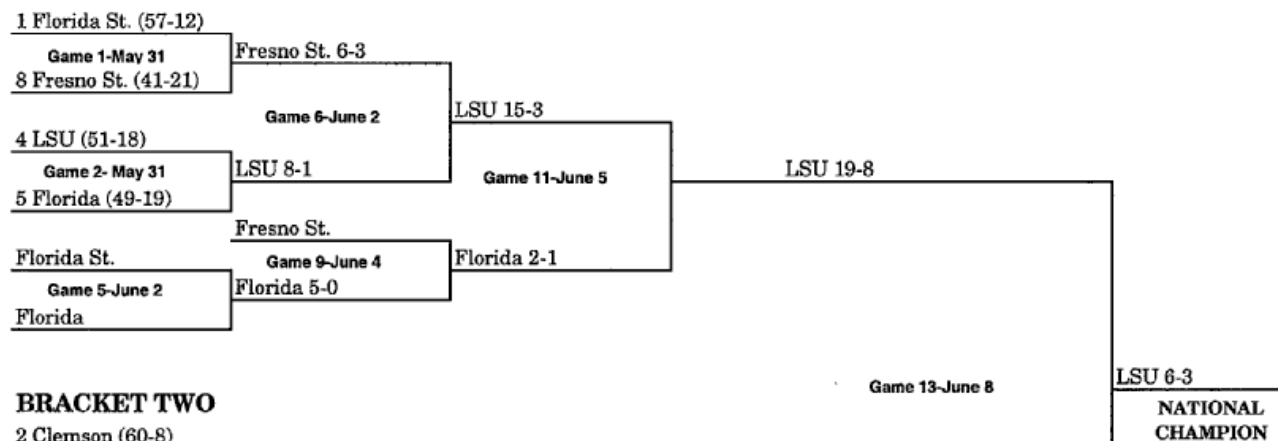 1 Florida St. (57-12)
Game 1-May 31
Fresno St. 6-3
8 Fresno St. (41-21)
Game 6-June 2
LSU 15-3
4 LSU (51-18)
Game 2- May 31
LSU 8-1
Game 11-June 5
LSU 19-8
5 Florida (49-19)
Fresno St.
Florida St.
Game 9-June 4
Florida 2-1
Game 5-June 2
Florida 5-0
Florida
Game 13-June 8
LSU 6-3
BRACKET TWO
NATIONAL
CHAMPION
2 Clemson (60-8)